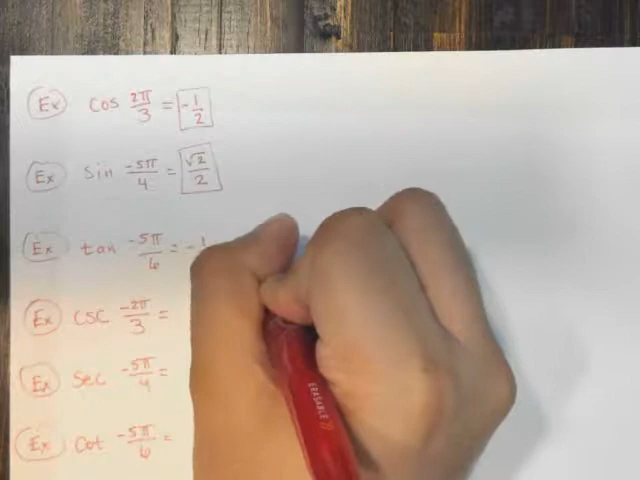 Ex cos 2π/3 = -1/2
Ex sin -5π/4 = √2/2
Ex tan -5π/6 = -
Ex csc -2π/3 =
Ex sec -5π/4 =
Ex cot -5π/6 =
ERASABLE